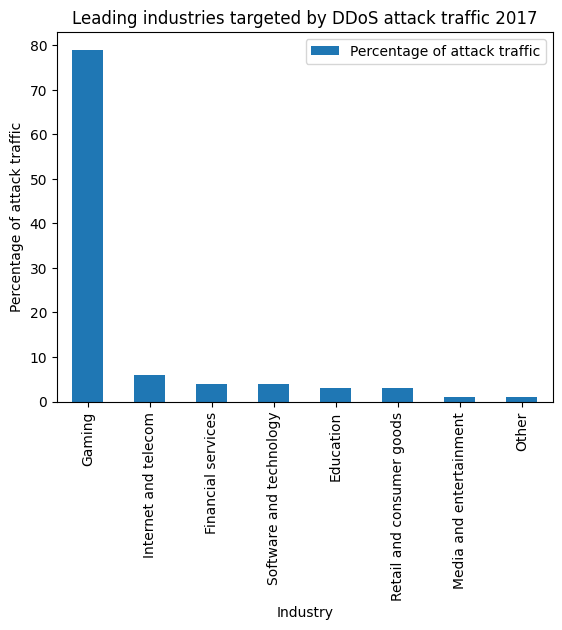 Leading industries targeted by DDoS attack traffic 2017
Percentage of attack traffic
Percentage of attack traffic
80
70
60
50
40
30
20
10
0
Gaming
Internet and telecom
Financial services
Software and technology
Education
Retail and consumer goods
Media and entertainment
Other
Industry